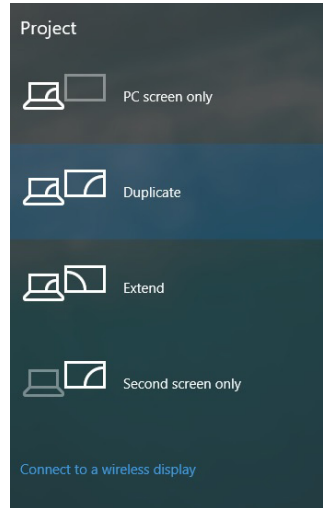 Project
PC screen only
Duplicate
Extend
Second screen only
Connect to a wireless display